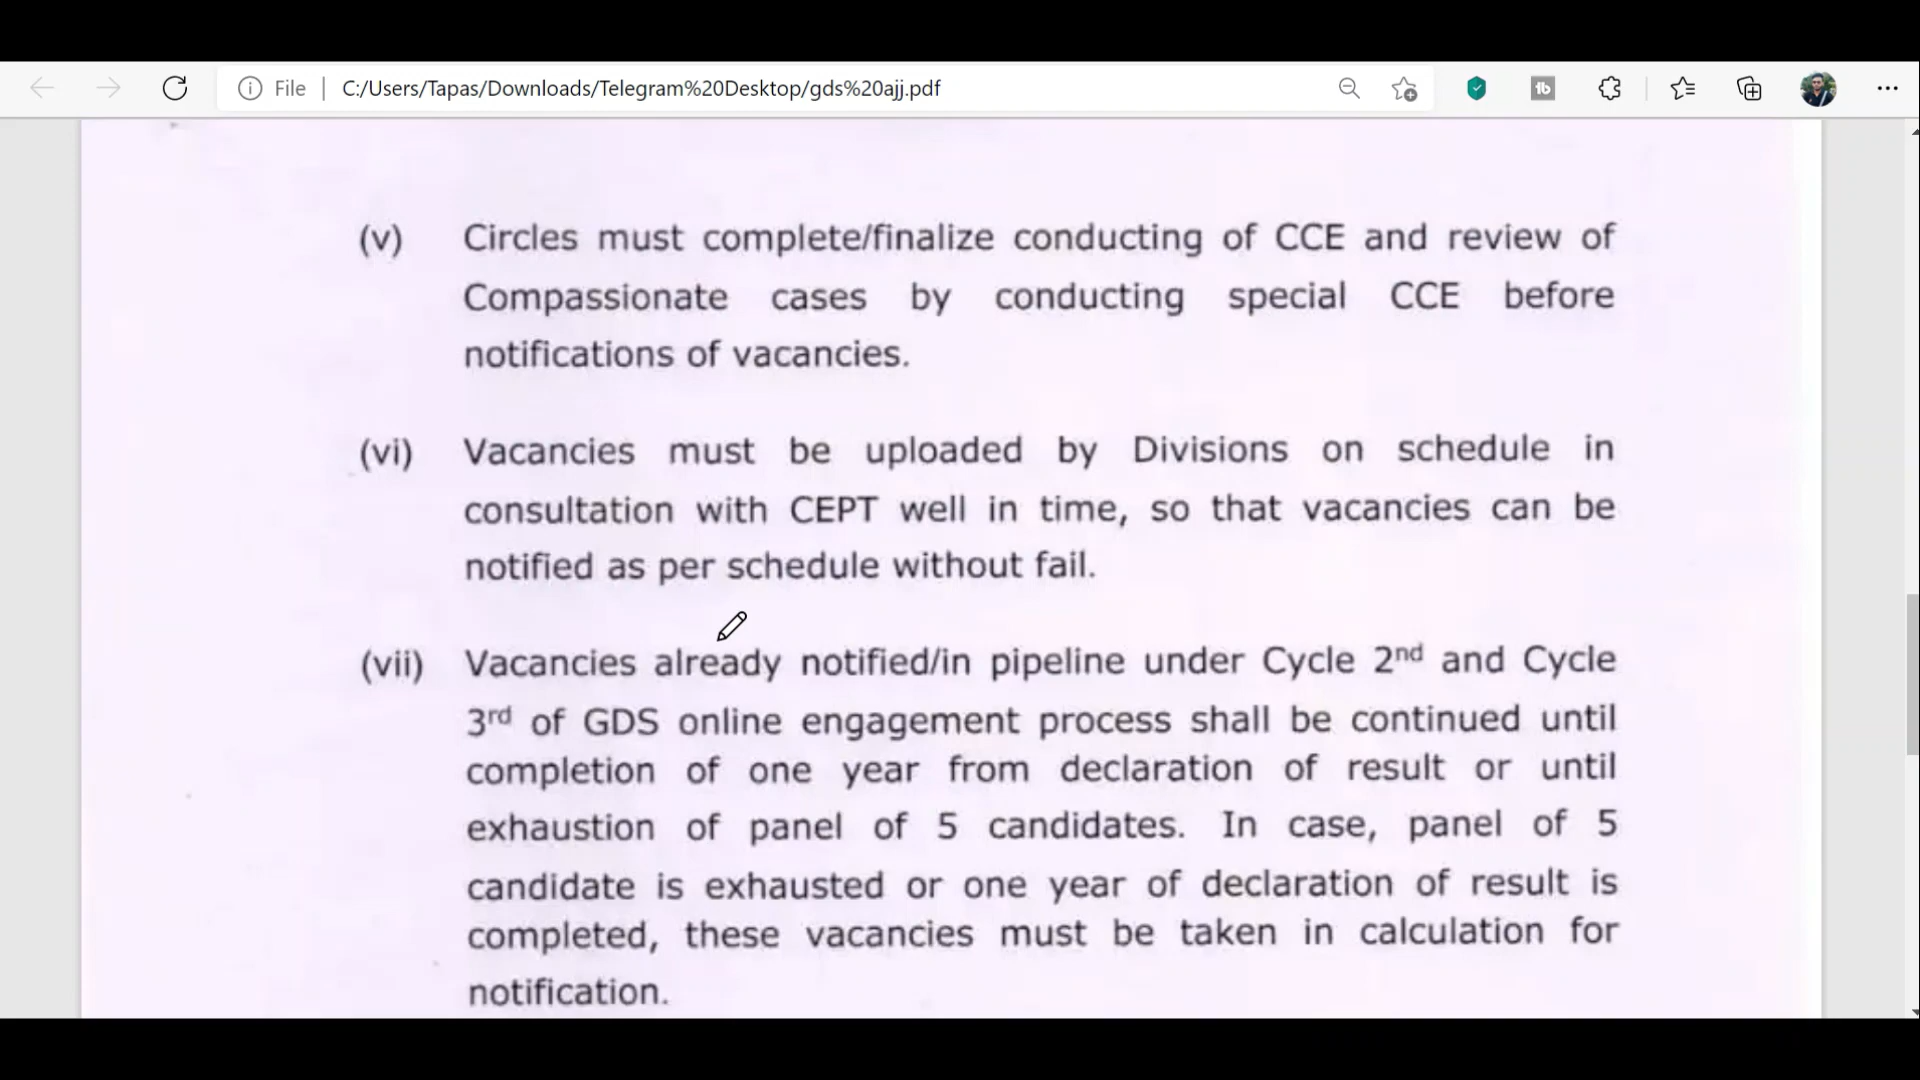 File
C:/Users/Tapas/Downloads/Telegram%20Desktop/gds%20ajj.pdf
(v) Circles must complete/finalize conducting of CCE and review of
Compassionate cases by conducting special CCE before
notifications of vacancies.
(vi) Vacancies must be uploaded by Divisions on schedule in
consultation with CEPT well in time, so that vacancies can be
notified as per schedule without fail.
(vii) Vacancies already notified/in pipeline under Cycle 2nd and Cycle
3rd of GDS online engagement process shall be continued until
completion of one year from declaration of result or until
exhaustion of panel of 5 candidates. In case, panel of 5
candidate is exhausted or one year of declaration of result is
completed, these vacancies must be taken in calculation for
notification.